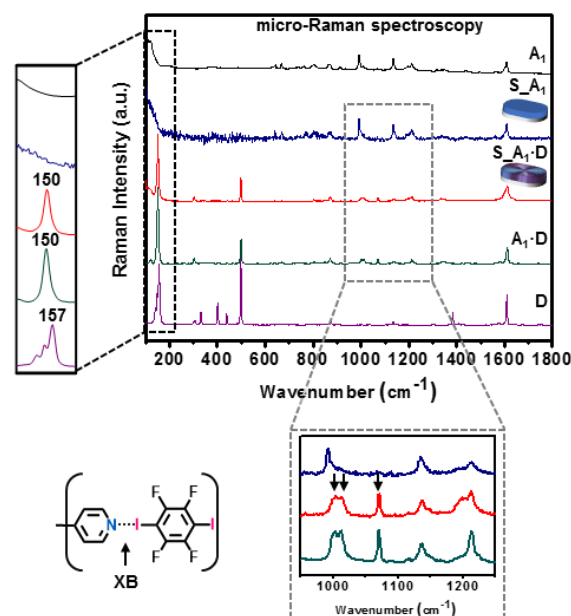 micro-Raman spectroscopy
A₁
S_A₁
S_A₁·D
A₁·D
D
150
150
157
Raman Intensity (a.u.)
200 400 600 800 1000 1200 1400 1600 1800
Wavenumber (cm⁻¹)
F F
N I I
F F
XB
1000 1100 1200
Wavenumber (cm⁻¹)